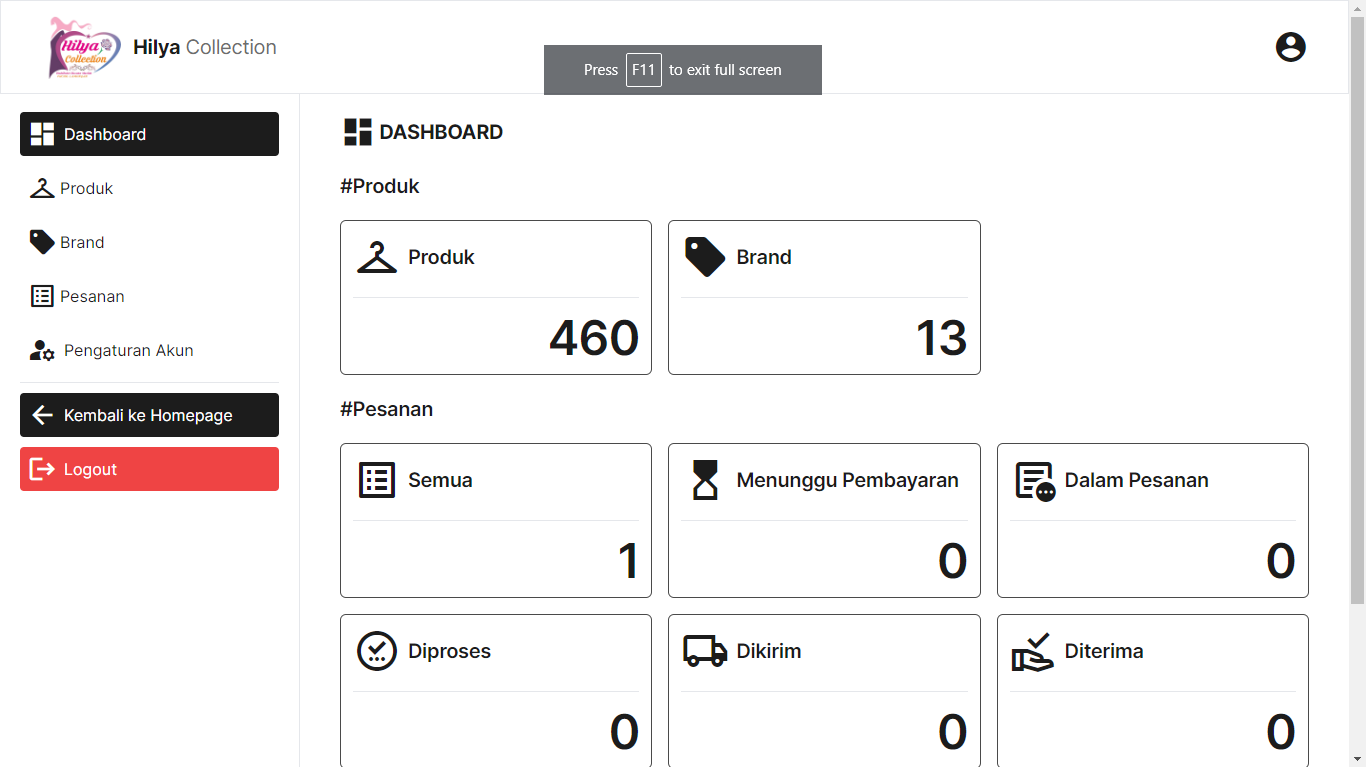 Hilya
Collection
Hilya Collection
Press F11 to exit full screen
Dashboard
Produk
Brand
Pesanan
Pengaturan Akun
Kembali ke Homepage
Logout
DASHBOARD
#Produk
Produk
460
Brand
13
#Pesanan
Semua
1
Menunggu Pembayaran
0
Dalam Pesanan
0
Diproses
0
Dikirim
0
Diterima
0